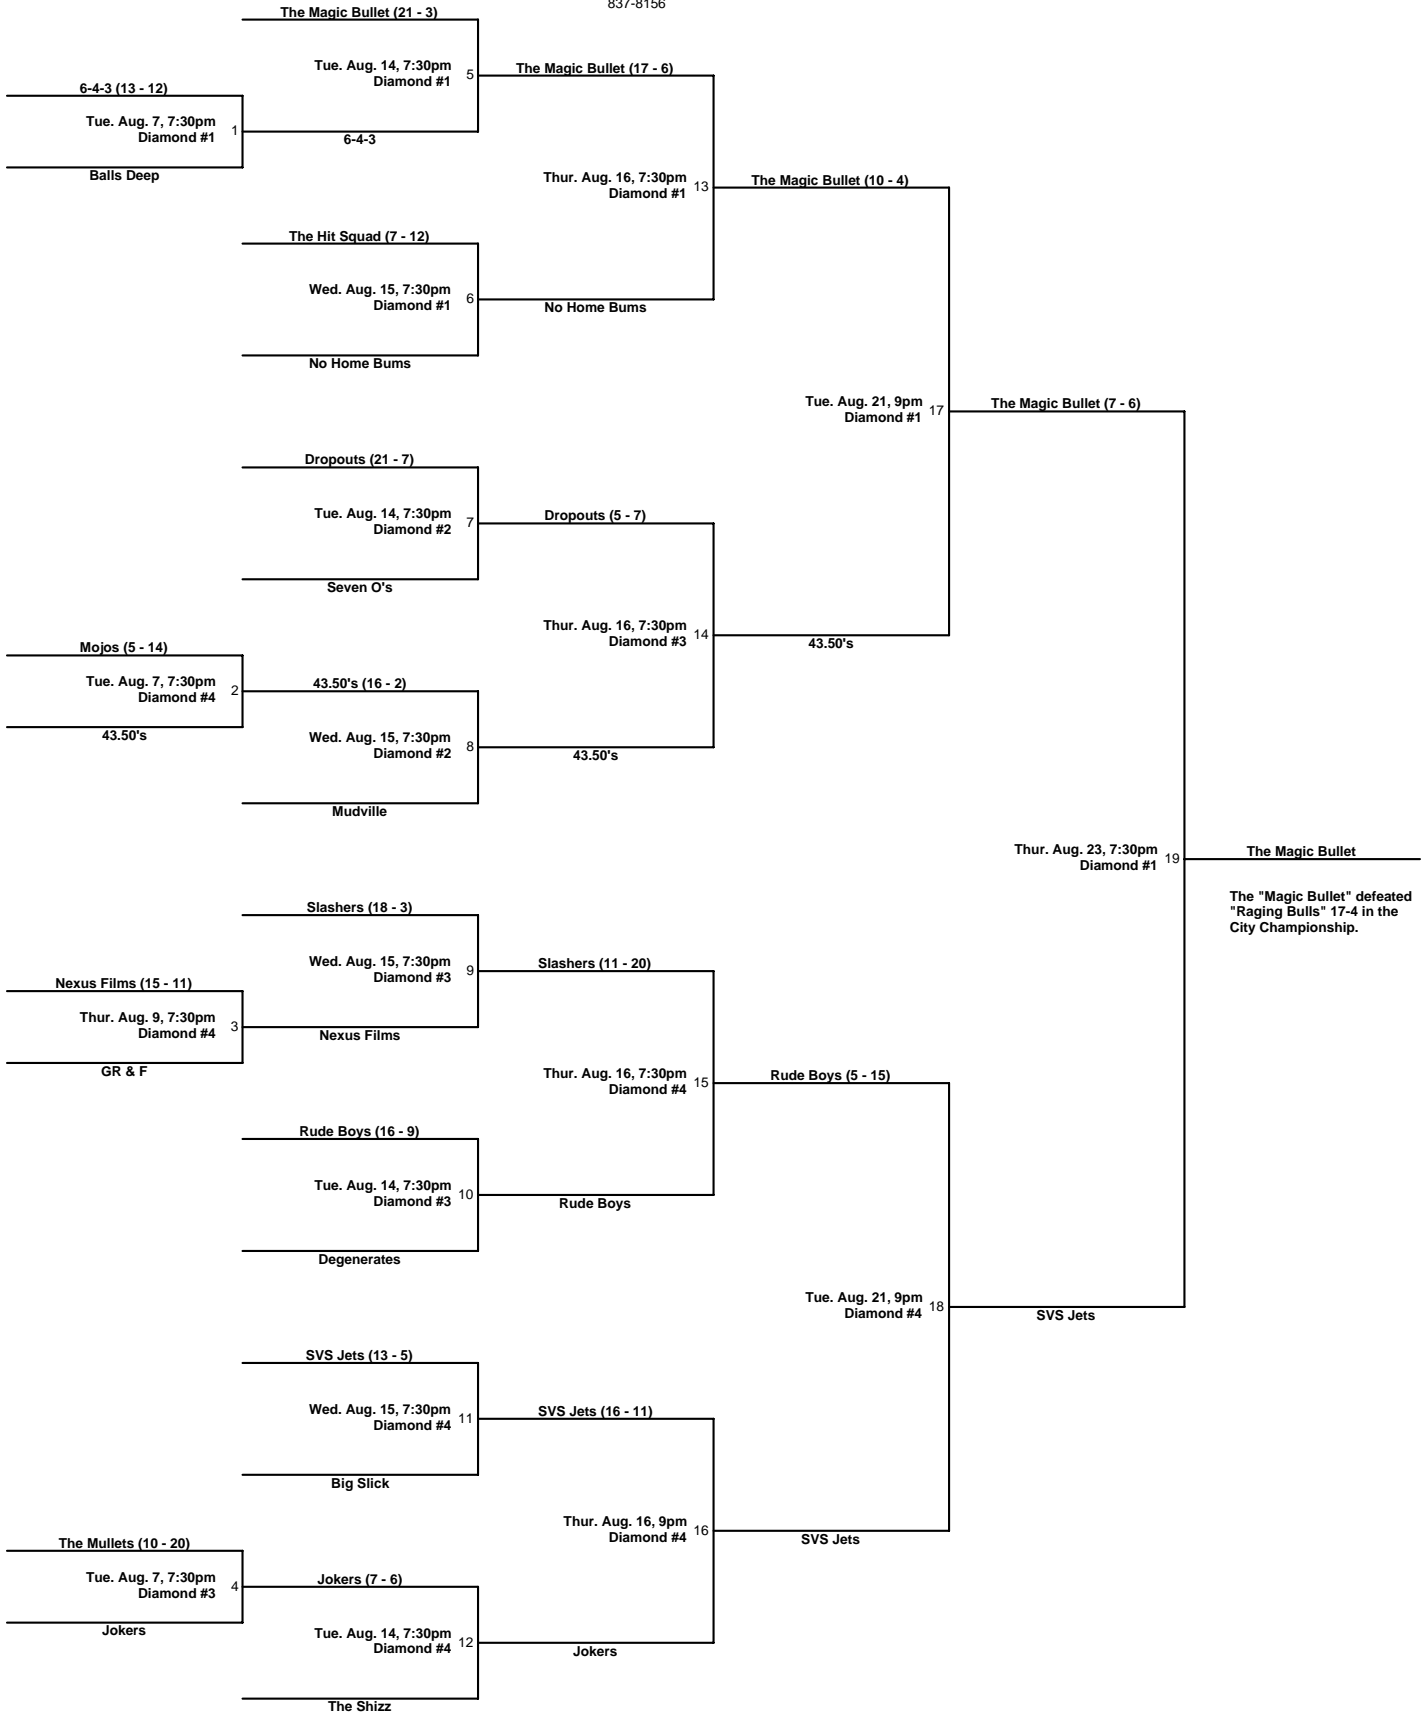 837-8156
The Magic Bullet (21 - 3)
Tue. Aug. 14, 7:30pm
Diamond #1
5
The Magic Bullet (17 - 6)
6-4-3 (13 - 12)
Tue. Aug. 7, 7:30pm
Diamond #1
1
6-4-3
Balls Deep
Thur. Aug. 16, 7:30pm
Diamond #1
13
The Magic Bullet (10 - 4)
The Hit Squad (7 - 12)
Wed. Aug. 15, 7:30pm
Diamond #1
6
No Home Bums
No Home Bums
Tue. Aug. 21, 9pm
Diamond #1
17
The Magic Bullet (7 - 6)
Dropouts (21 - 7)
Tue. Aug. 14, 7:30pm
Diamond #2
7
Dropouts (5 - 7)
Seven O's
Thur. Aug. 16, 7:30pm
Diamond #3
14
43.50's
Mojos (5 - 14)
Tue. Aug. 7, 7:30pm
Diamond #4
2
43.50's (16 - 2)
43.50's
Wed. Aug. 15, 7:30pm
Diamond #2
8
43.50's
Mudville
Thur. Aug. 23, 7:30pm
Diamond #1
19
The Magic Bullet
The "Magic Bullet" defeated
"Raging Bulls" 17-4 in the
City Championship.
Slashers (18 - 3)
Wed. Aug. 15, 7:30pm
Diamond #3
9
Slashers (11 - 20)
Nexus Films (15 - 11)
Thur. Aug. 9, 7:30pm
Diamond #4
3
Nexus Films
GR & F
Thur. Aug. 16, 7:30pm
Diamond #4
15
Rude Boys (5 - 15)
Rude Boys (16 - 9)
Tue. Aug. 14, 7:30pm
Diamond #3
10
Rude Boys
Degenerates
Tue. Aug. 21, 9pm
Diamond #4
18
SVS Jets
SVS Jets (13 - 5)
Wed. Aug. 15, 7:30pm
Diamond #4
11
SVS Jets (16 - 11)
Big Slick
Thur. Aug. 16, 9pm
Diamond #4
16
SVS Jets
The Mullets (10 - 20)
Tue. Aug. 7, 7:30pm
Diamond #3
4
Jokers (7 - 6)
Jokers
Tue. Aug. 14, 7:30pm
Diamond #4
12
Jokers
The Shizz